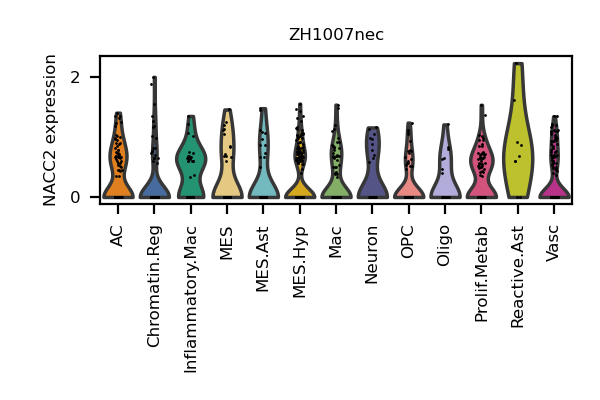 ZH1007nec
NACC2 expression
2
0
AC
Chromatin.Reg
Inflammatory.Mac
MES
MES.Ast
MES.Hyp
Mac
Neuron
OPC
Oligo
Prolif.Metab
Reactive.Ast
Vasc